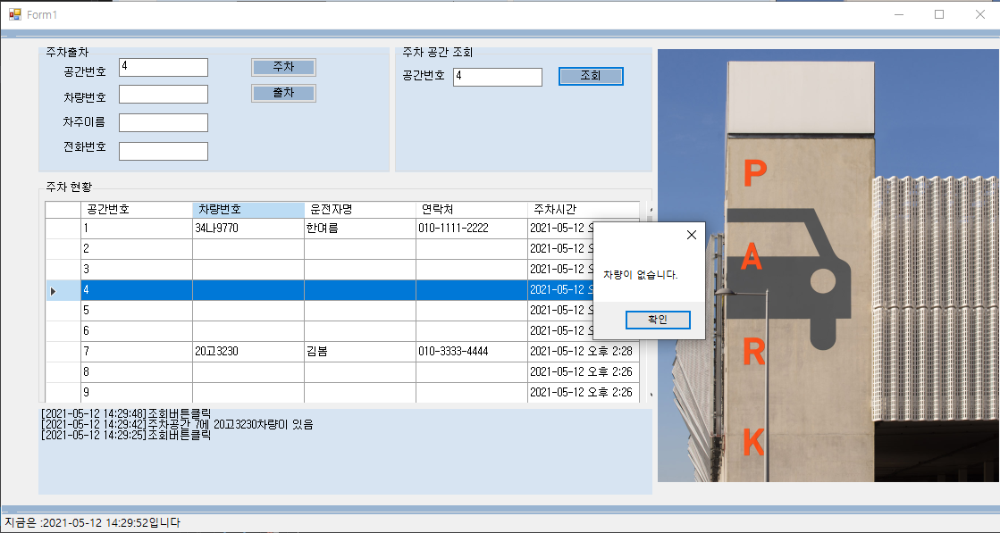 Form1
주차출차
공간번호 4 주차
차량번호 출차
차주이름
전화번호
주차 공간 조회
공간번호 4 조회
주차 현황
공간번호 차량번호 운전자명 연락처 주차시간
1 34나9770 한여름 010-1111-2222 2021-05-12 오
2 2021-05-12 오
3 2021-05-12 오
4 2021-05-12 오
5 2021-05-12 오
6 2021-05-12 오
7 20고3230 김봄 010-3333-4444 2021-05-12 오후 2:28
8 2021-05-12 오후 2:26
9 2021-05-12 오후 2:26
차량이 없습니다.
확인
[2021-05-12 14:29:48]조회버튼클릭
[2021-05-12 14:29:42]주차공간 7에 20고3230차량이 있음
[2021-05-12 14:29:25]조회버튼클릭
P
A
R
K
지금은 :2021-05-12 14:29:52입니다